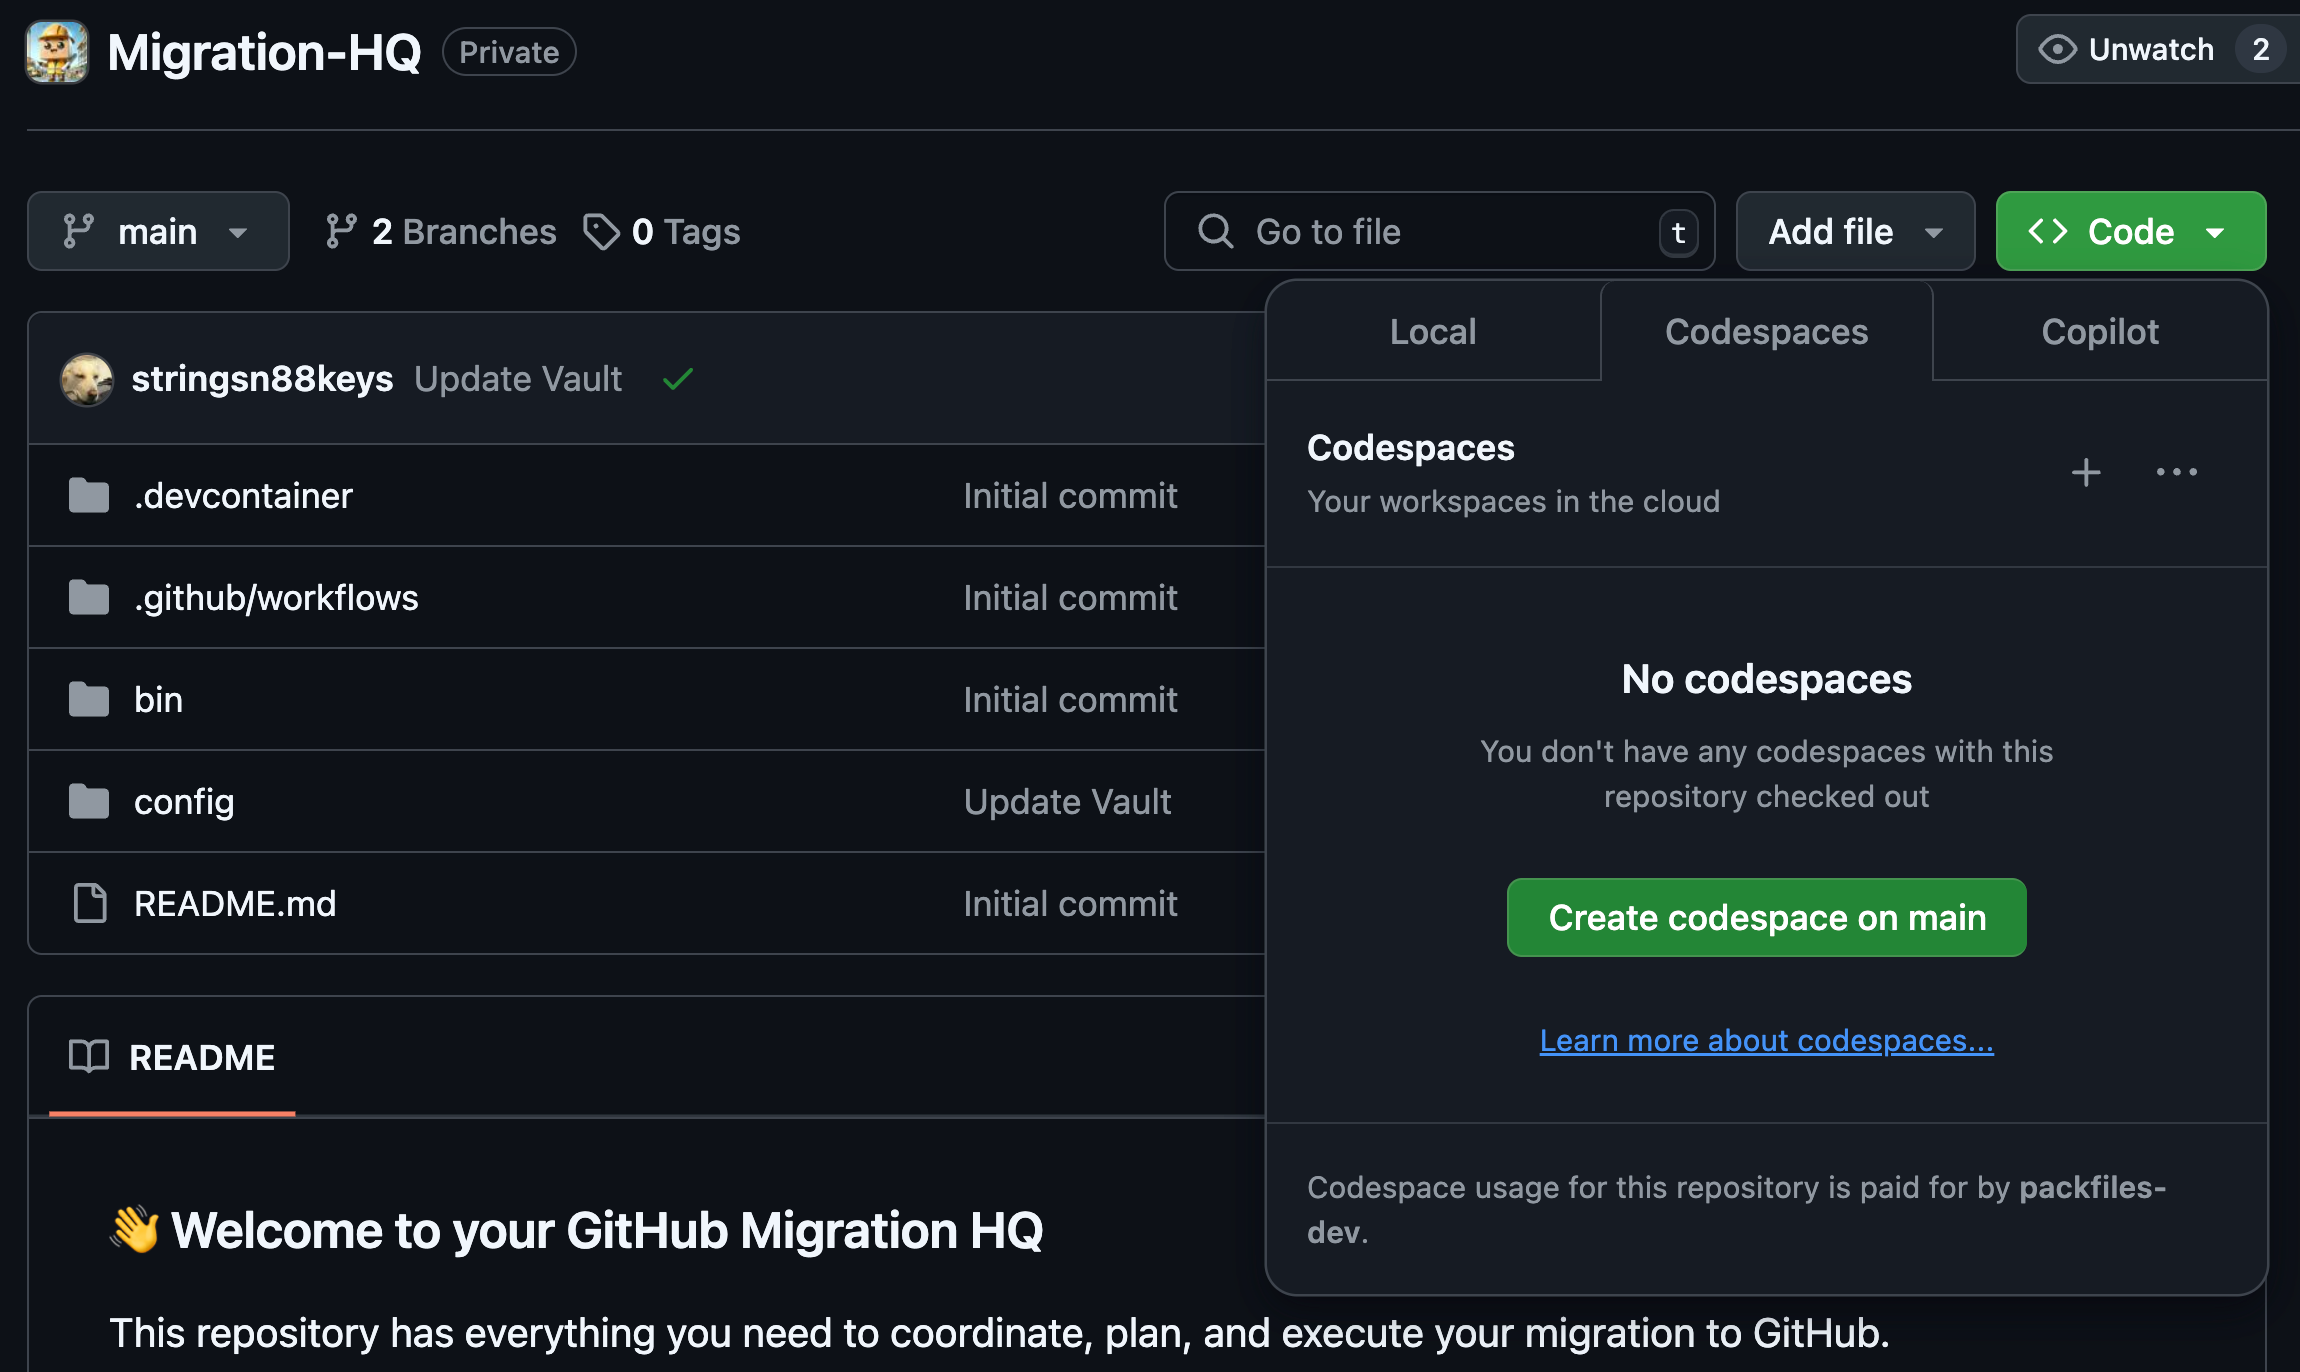 Migration-HQ Private
Unwatch 2
main
2 Branches
0 Tags
Go to file t
Add file
<> Code
stringsn88keys Update Vault
.devcontainer Initial commit
.github/workflows Initial commit
bin Initial commit
config Update Vault
README.md Initial commit
Local
Codespaces
Copilot
Codespaces
Your workspaces in the cloud
No codespaces
You don't have any codespaces with this
repository checked out
Create codespace on main
Learn more about codespaces...
Codespace usage for this repository is paid for by packfiles-
dev.
README
👋 Welcome to your GitHub Migration HQ
This repository has everything you need to coordinate, plan, and execute your migration to GitHub.